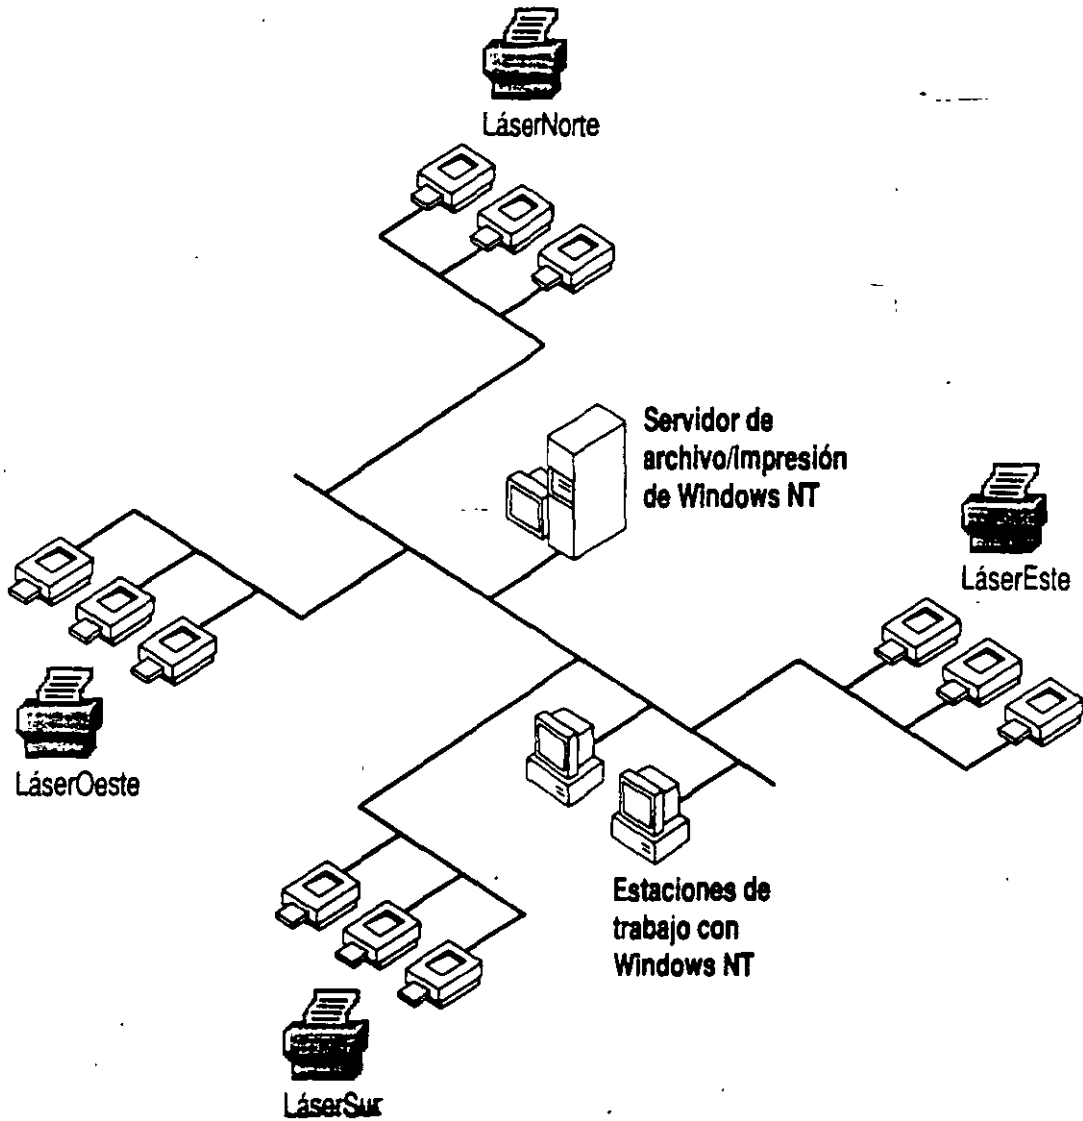 LáserNorte
Servidor de
archivo/Impresión
de Windows NT
LáserEste
LáserOeste
Estaciones de
trabajo con
Windows NT
LáserSur